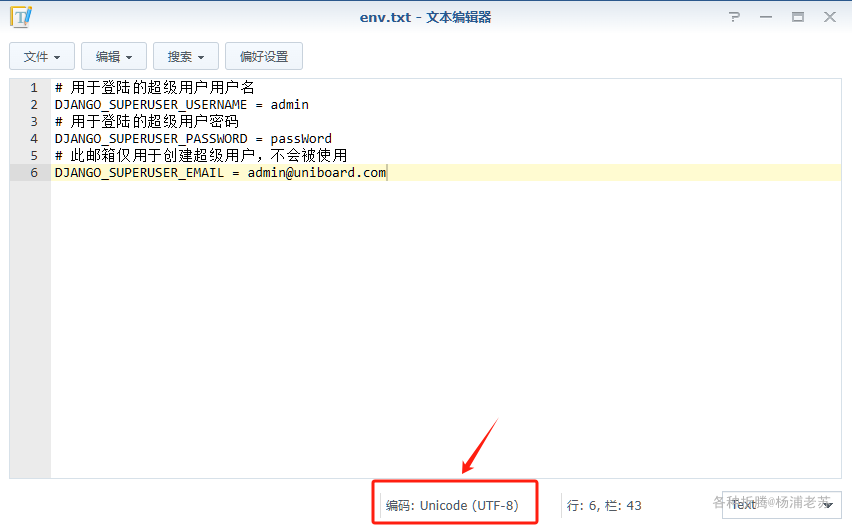 env.txt - 文本编辑器
文件 编辑 搜索 偏好设置
1 # 用于登陆的超级用户用户名
2 DJANGO_SUPERUSER_USERNAME = admin
3 # 用于登陆的超级用户密码
4 DJANGO_SUPERUSER_PASSWORD = passWord
5 # 此邮箱仅用于创建超级用户，不会被使用
6 DJANGO_SUPERUSER_EMAIL = admin@uniboard.com
编码: Unicode (UTF-8) 行: 6, 栏: 43 Text
各种折腾@杨浦老苏